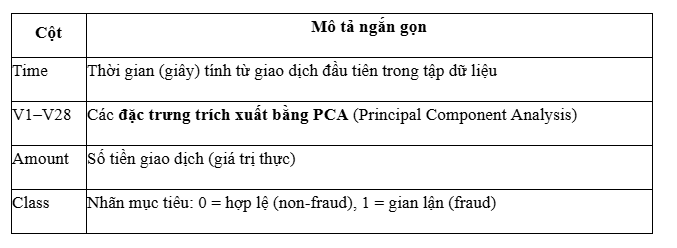 Cột Mô tả ngắn gọn
Time Thời gian (giây) tính từ giao dịch đầu tiên trong tập dữ liệu
V1–V28 Các đặc trưng trích xuất bằng PCA (Principal Component Analysis)
Amount Số tiền giao dịch (giá trị thực)
Class Nhãn mục tiêu: 0 = hợp lệ (non-fraud), 1 = gian lận (fraud)